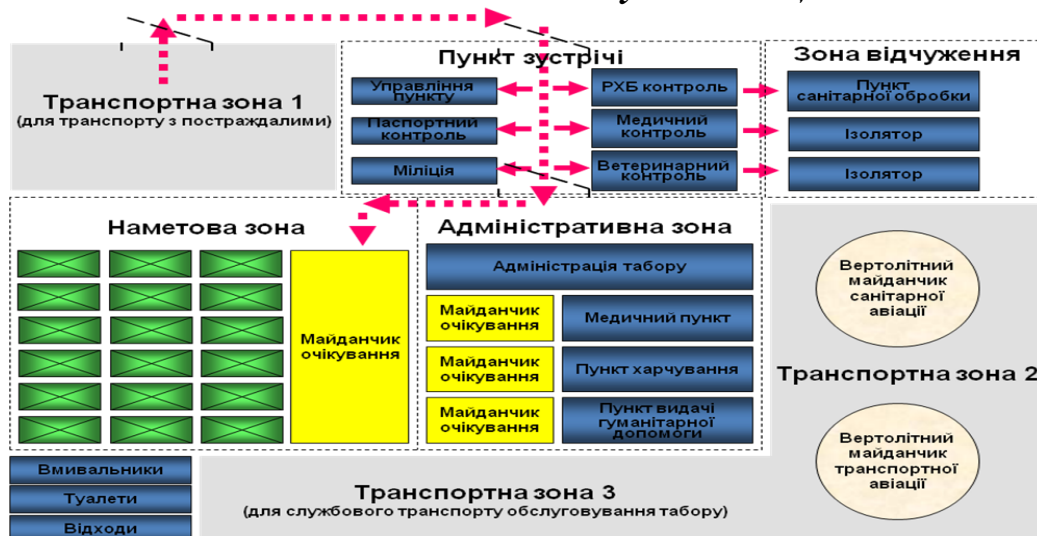 Пункт зустрічі
Зона відчуження
Транспортна зона 1
(для транспорту з постраждалими)
Управління
пункту
РХБ контроль
Пункт
санітарної обробки
Паспортний
контроль
Медичний
контроль
Ізолятор
Міліція
Ветеринарний
контроль
Ізолятор
Наметова зона
Адміністративна зона
Майданчик
очікування
Адміністрація табору
Майданчик
очікування
Медичний пункт
Майданчик
очікування
Пункт харчування
Майданчик
очікування
Пункт видачі
гуманітарної
допомоги
Вертолітний
майданчик
санітарної
авіації
Транспортна зона 2
Вертолітний
майданчик
транспортної
авіації
Вмивальники
Туалети
Відходи
Транспортна зона 3
(для службового транспорту обслуговування табору)